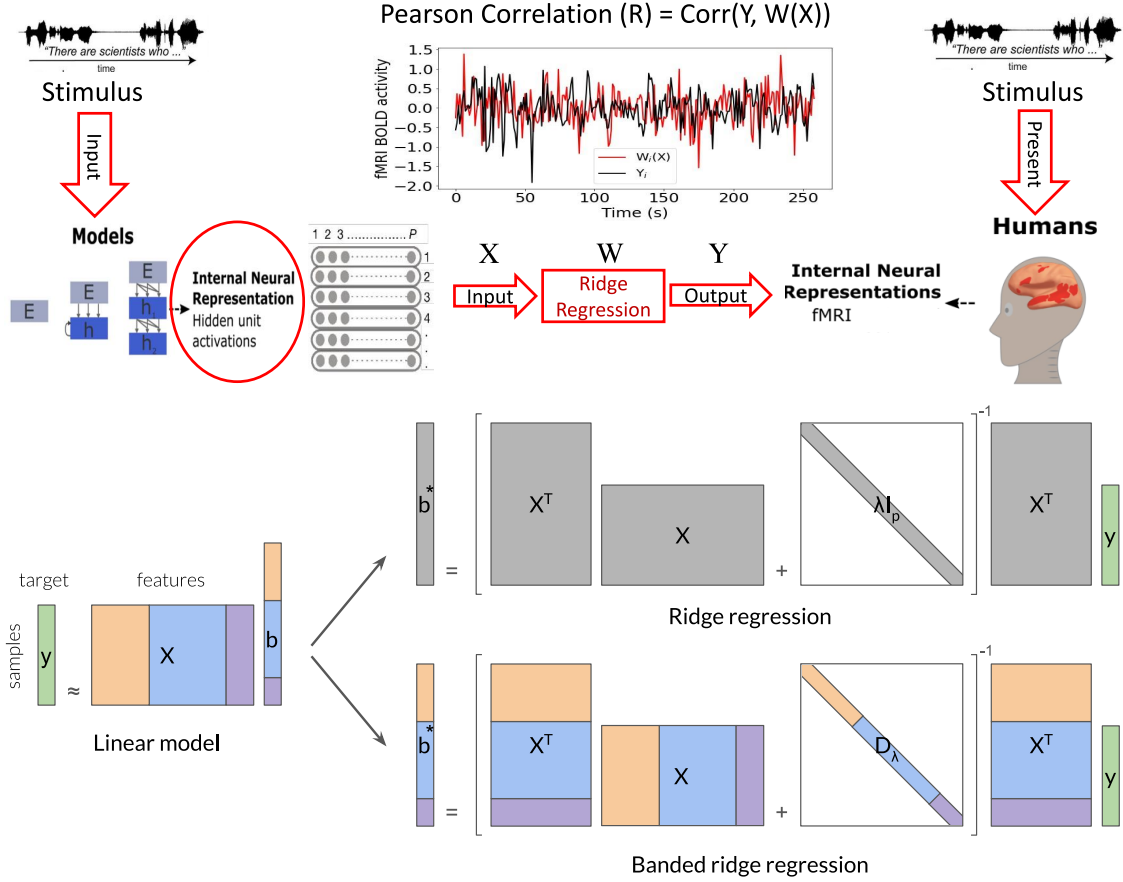 Pearson Correlation (R) = Corr(Y, W(X))
"There are scientists who ..."
time
Stimulus
Input
fMRI BOLD activity
1.5
1.0
0.5
0.0
−0.5
−1.0
−1.5
−2.0
Wᵢ(X)
Yᵢ
0 50 100 150 200 250
Time (s)
"There are scientists who ..."
time
Stimulus
Present
Models
E
E
h
E
h₁
h₂
Internal Neural
Representation
Hidden unit
activations
1 2 3 ................ P
1
2
3
4
.
.
X
Input
W
Ridge
Regression
Y
Output
Internal Neural
Representations
fMRI
Humans
b* = Xᵀ X + λIₚ -1 Xᵀ y
Ridge regression
target features
samples
y ≈ X b
Linear model
b* = Xᵀ X + D_λ -1 Xᵀ y
Banded ridge regression